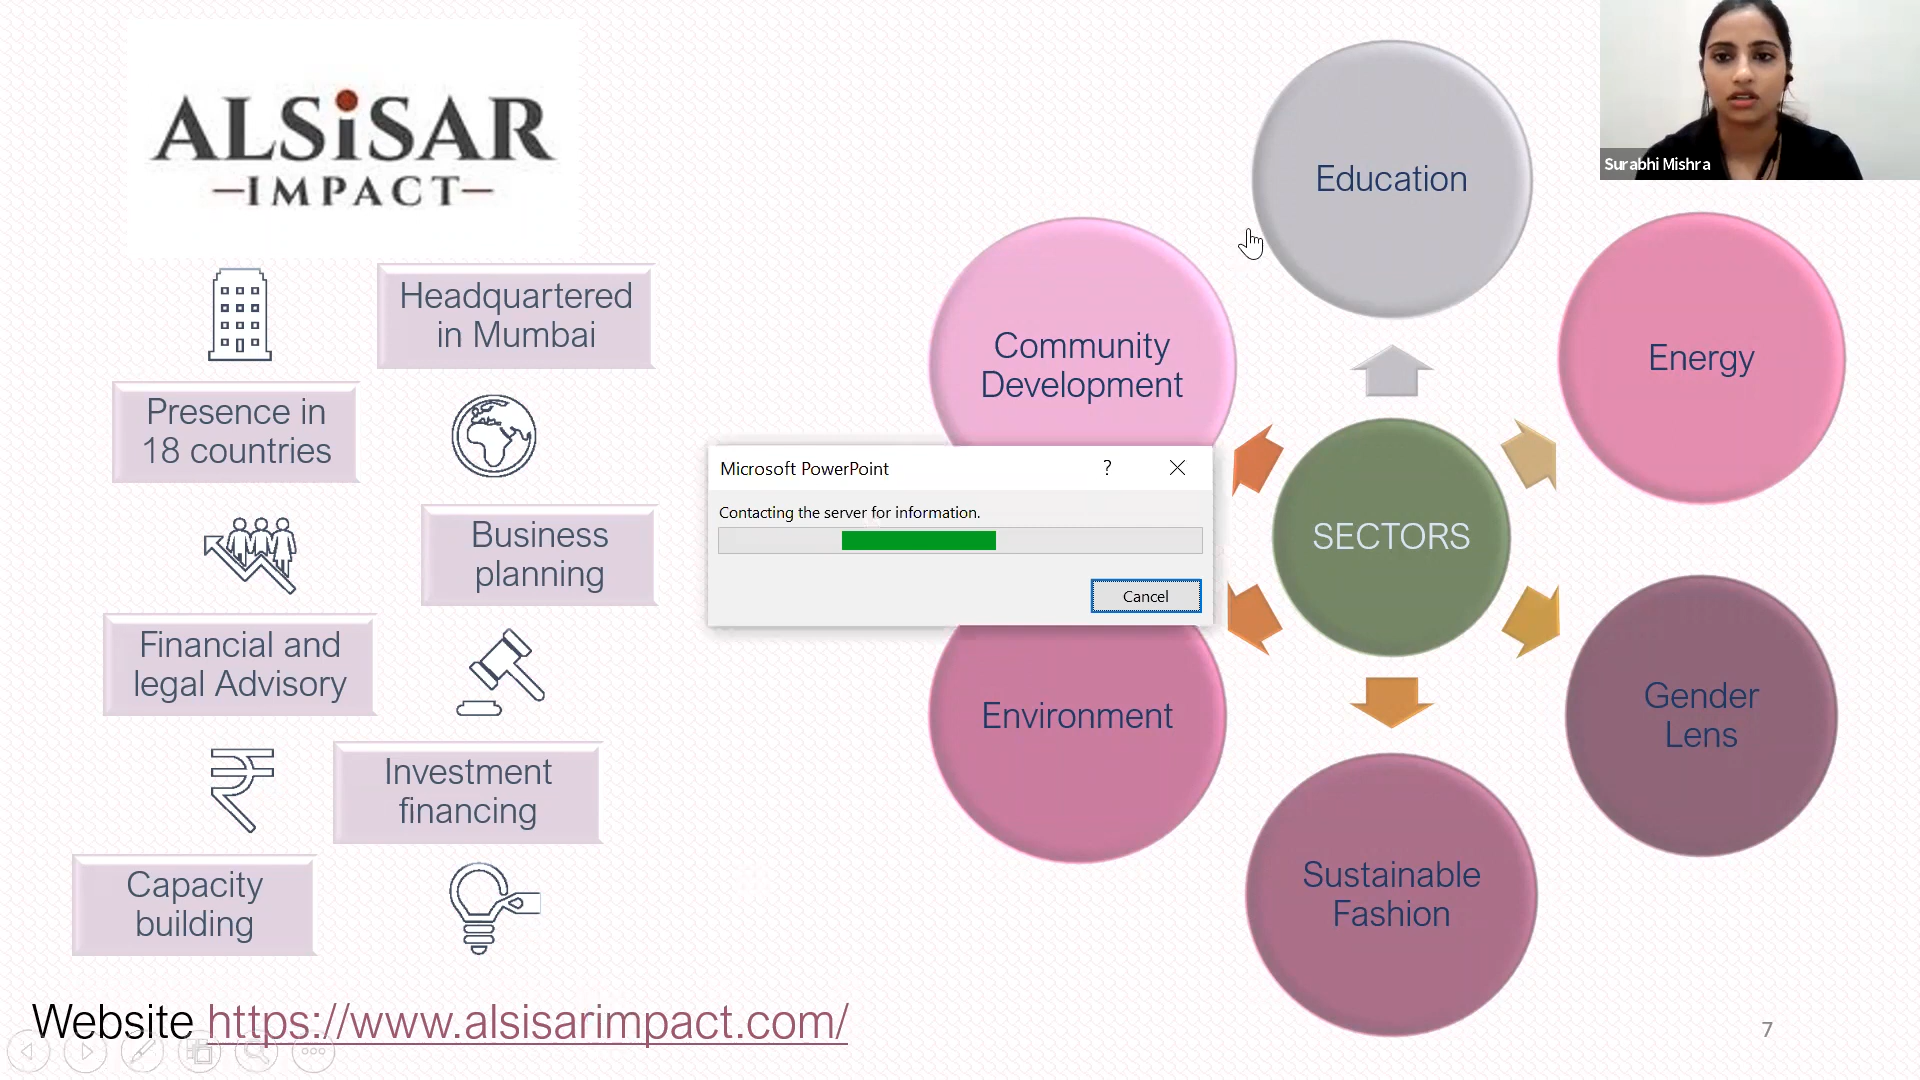 ALSiSAR
IMPACT
Headquartered
in Mumbai
Presence in
18 countries
Business
planning
Financial and
legal Advisory
Investment
financing
Capacity
building
Website https://www.alsisarimpact.com/
Education
Surabhi Mishra
Community
Development
Energy
Microsoft PowerPoint
?
Contacting the server for information.
Cancel
SECTORS
Environment
Gender
Lens
Sustainable
Fashion
7